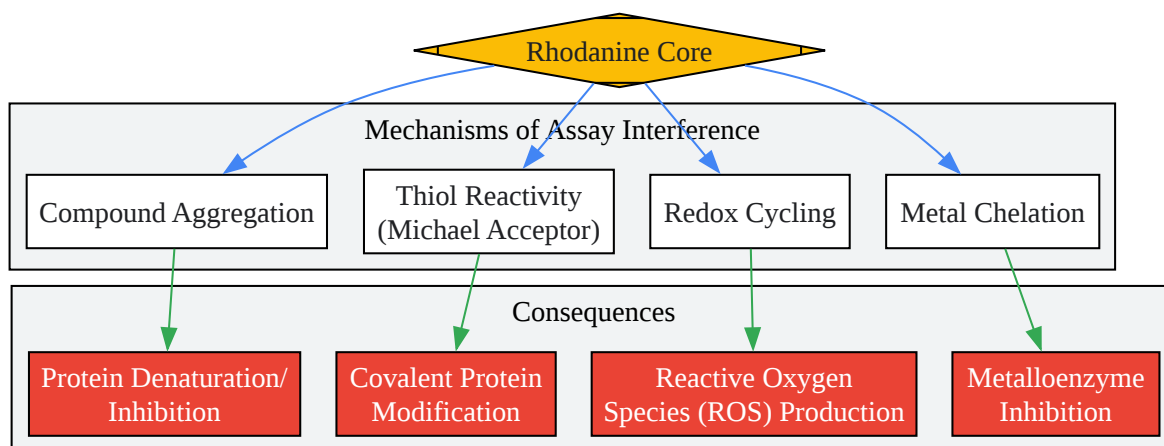 Rhodanine Core
Mechanisms of Assay Interference
Compound Aggregation
Thiol Reactivity
(Michael Acceptor)
Redox Cycling
Metal Chelation
Consequences
Protein Denaturation/
Inhibition
Covalent Protein
Modification
Reactive Oxygen
Species (ROS) Production
Metalloenzyme
Inhibition